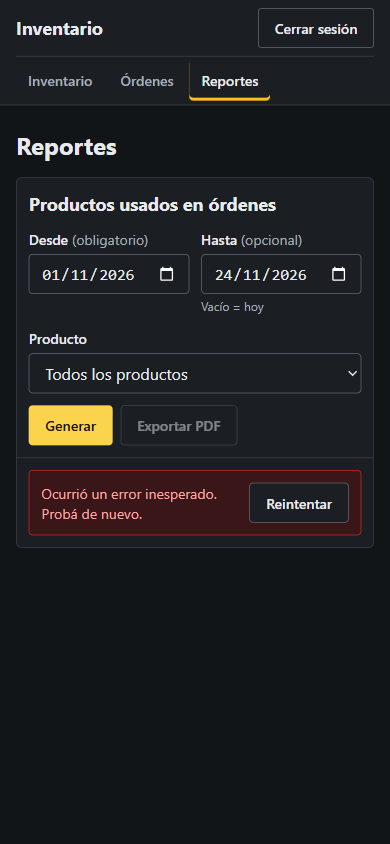 Inventario
Cerrar sesión
Inventario
Órdenes
Reportes
Reportes
Productos usados en órdenes
Desde (obligatorio)
Hasta (opcional)
01/11/2026
24/11/2026
Vacío = hoy
Producto
Todos los productos
Generar
Exportar PDF
Ocurrió un error inesperado.
Probá de nuevo.
Reintentar